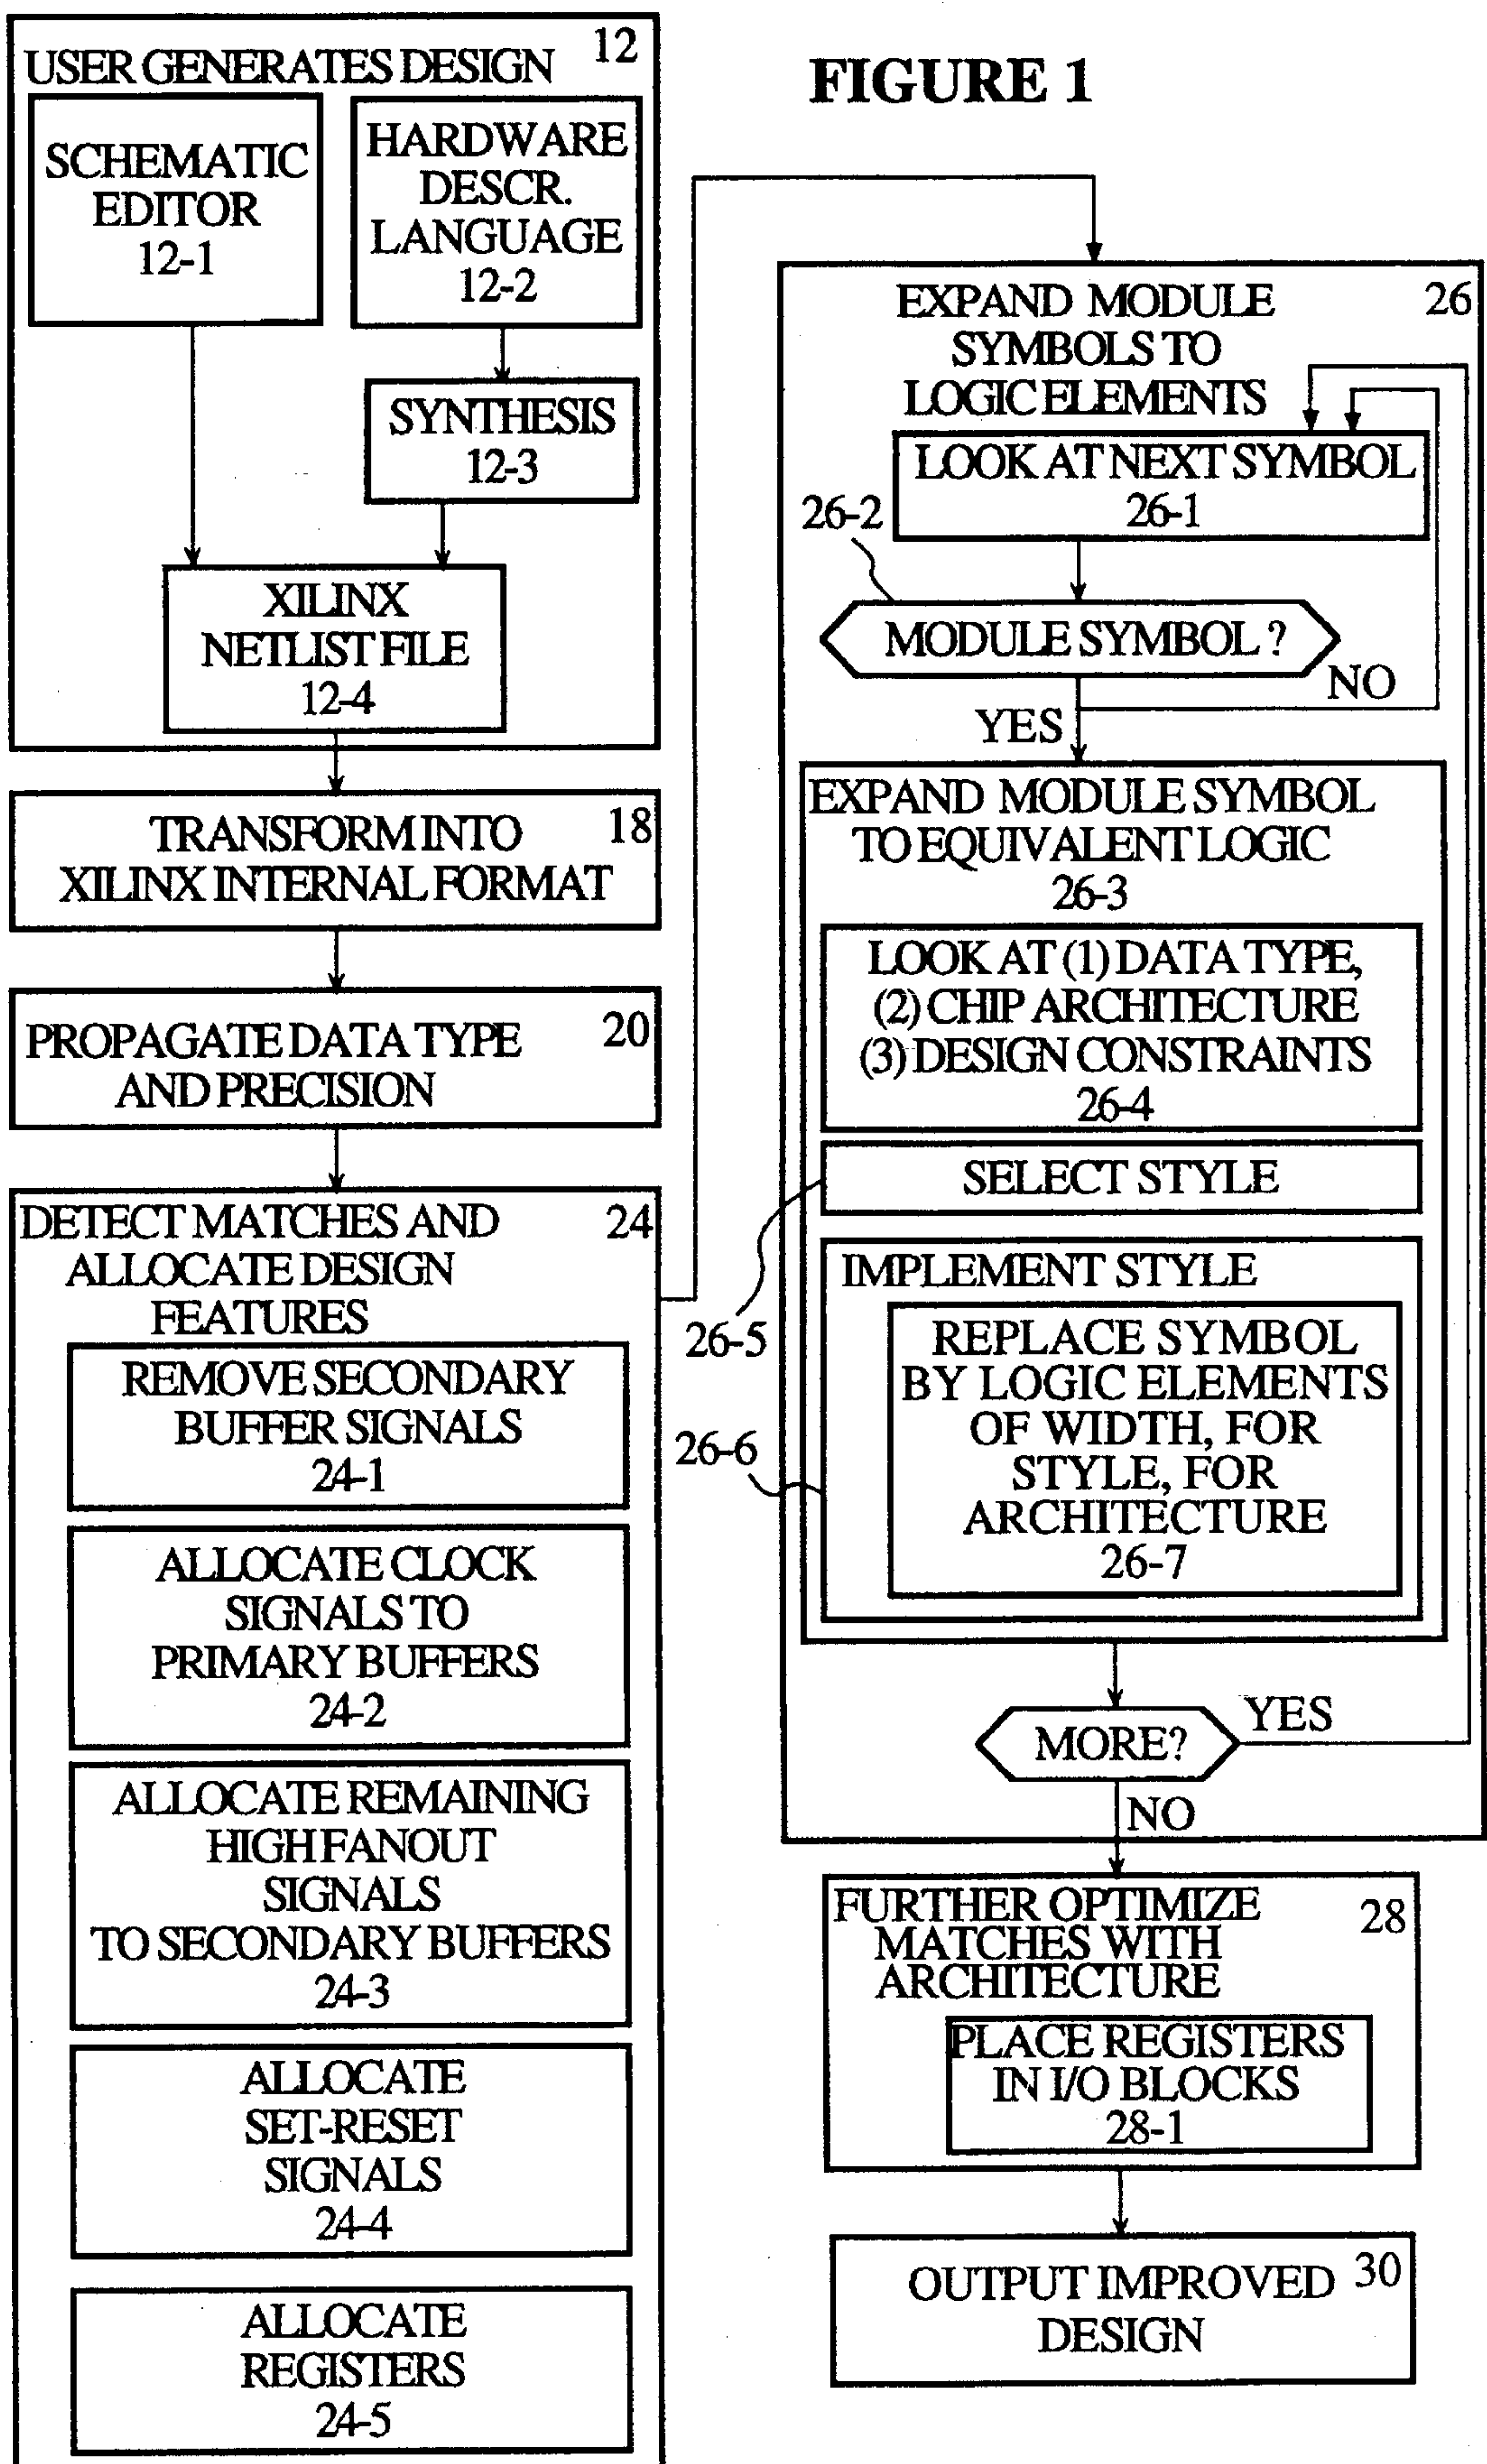 FIGURE 1
12
USER GENERATES DESIGN
SCHEMATIC
EDITOR
12-1
HARDWARE
DESCR.
LANGUAGE
12-2
SYNTHESIS
12-3
XILINX
NETLIST FILE
12-4
TRANSFORM INTO
XILINX INTERNAL FORMAT
18
PROPAGATE DATA TYPE
AND PRECISION
20
DETECT MATCHES AND
ALLOCATE DESIGN
FEATURES
24
REMOVE SECONDARY
BUFFER SIGNALS
24-1
ALLOCATE CLOCK
SIGNALS TO
PRIMARY BUFFERS
24-2
ALLOCATE REMAINING
HIGH FANOUT
SIGNALS
TO SECONDARY BUFFERS
24-3
ALLOCATE
SET-RESET
SIGNALS
24-4
ALLOCATE
REGISTERS
24-5
EXPAND MODULE
SYMBOLS TO
LOGIC ELEMENTS
26
LOOK AT NEXT SYMBOL
26-1
26-2
MODULE SYMBOL ?
NO
YES
EXPAND MODULE SYMBOL
TO EQUIVALENT LOGIC
26-3
LOOK AT (1) DATA TYPE,
(2) CHIP ARCHITECTURE
(3) DESIGN CONSTRAINTS
26-4
SELECT STYLE
26-5
IMPLEMENT STYLE
26-6
REPLACE SYMBOL
BY LOGIC ELEMENTS
OF WIDTH, FOR
STYLE, FOR
ARCHITECTURE
26-7
MORE?
YES
NO
FURTHER OPTIMIZE
MATCHES WITH
ARCHITECTURE
28
PLACE REGISTERS
IN I/O BLOCKS
28-1
OUTPUT IMPROVED
DESIGN
30